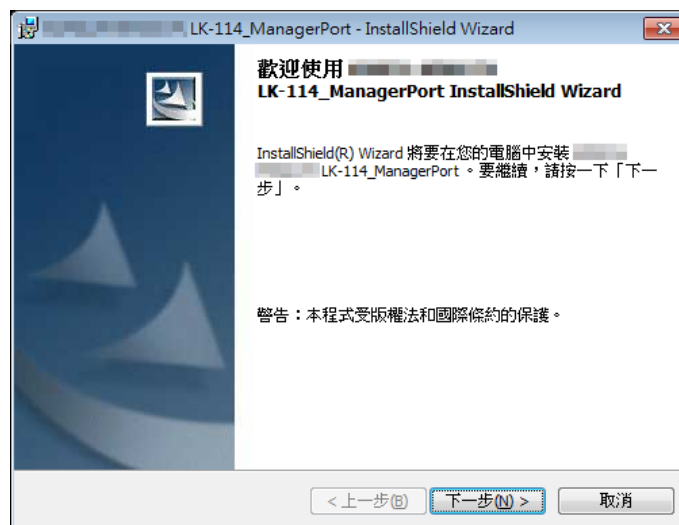 LK-114_ManagerPort - InstallShield Wizard
歡迎使用
LK-114_ManagerPort InstallShield Wizard
InstallShield(R) Wizard 將要在您的電腦中安裝
LK-114_ManagerPort 。要繼續，請按一下「下一
步」。
警告：本程式受版權法和國際條約的保護。
< 上一步(B) 下一步(N) > 取消